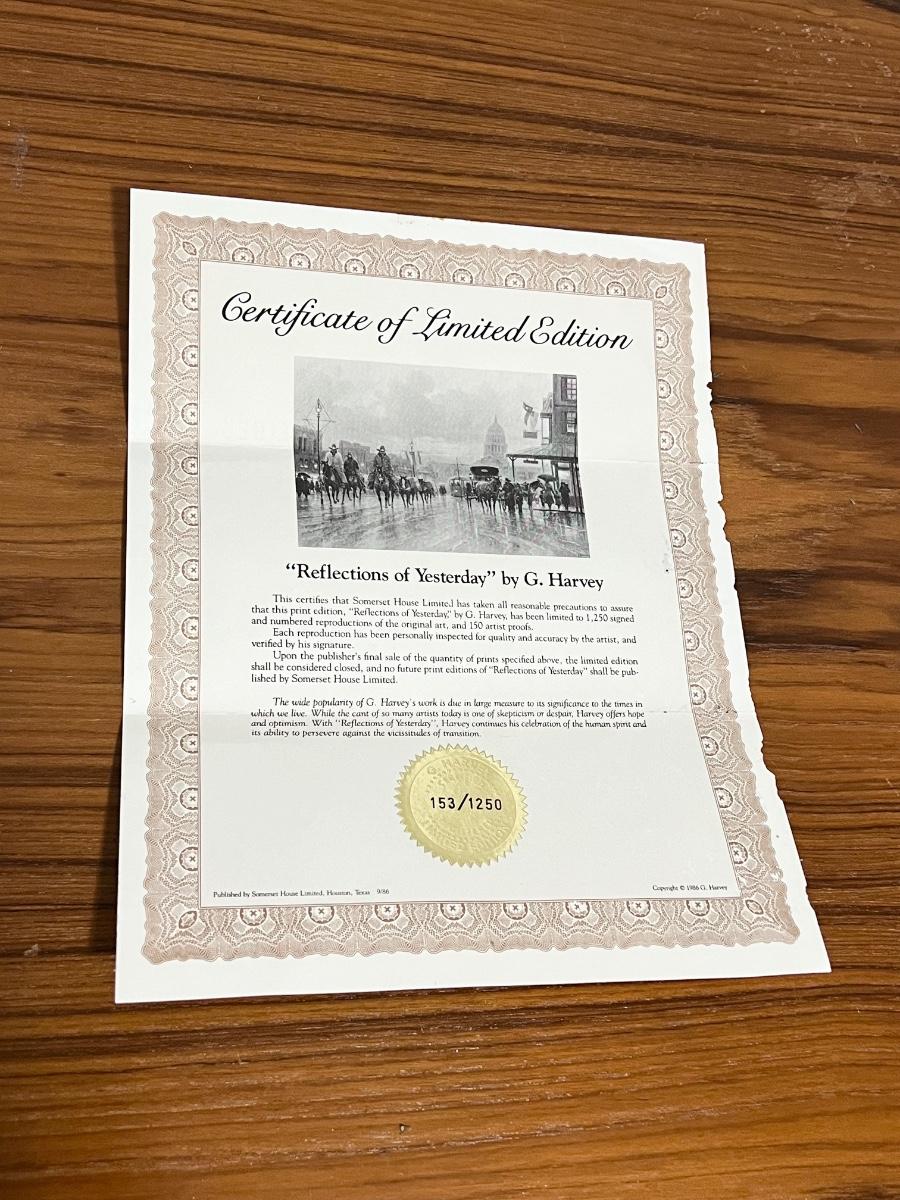 Certificate of Limited Edition
“Reflections of Yesterday” by G. Harvey
This certifies that Somerset House Limited has taken all reasonable precautions to assure
that this print edition, “Reflections of Yesterday,” by G. Harvey, has been limited to 1,250 signed
and numbered reproductions of the original art, and 150 artist proofs.
Each reproduction has been personally inspected for quality and accuracy by the artist, and
verified by his signature.
Upon the publisher's final sale of the quantity of prints specified above, the limited edition
shall be considered closed, and no future print editions of “Reflections of Yesterday” shall be pub-
lished by Somerset House Limited.
The wide popularity of G. Harvey's work is due in large measure to its significance to the times in
which we live. While the cant of so many artists today is one of skepticism or despair, Harvey offers hope
and optimism. With “Reflections of Yesterday”, Harvey continues his celebration of the human spirit and
its ability to persevere against the vicissitudes of transition.
G. HARVEY
153/1250
Published by Somerset House Limited, Houston, Texas 9/86
Copyright © 1986 G. Harvey